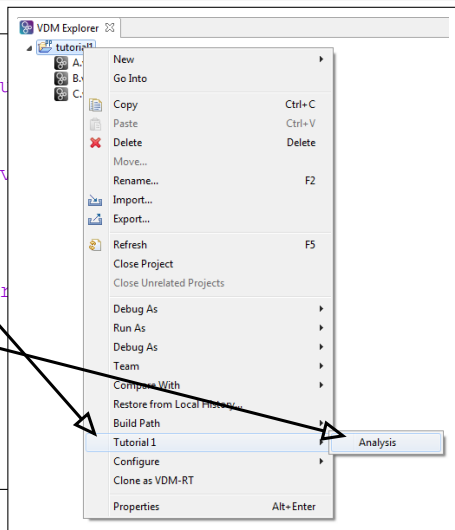 VDM Explorer
tutorial1
A.
B.
C.
New
Go Into
Copy Ctrl+C
Paste Ctrl+V
Delete Delete
Move...
Rename... F2
Import...
Export...
Refresh F5
Close Project
Close Unrelated Projects
Debug As
Run As
Debug As
Team
Compare With
Restore from Local History...
Build Path
Tutorial 1 Analysis
Configure
Clone as VDM-RT
Properties Alt+Enter